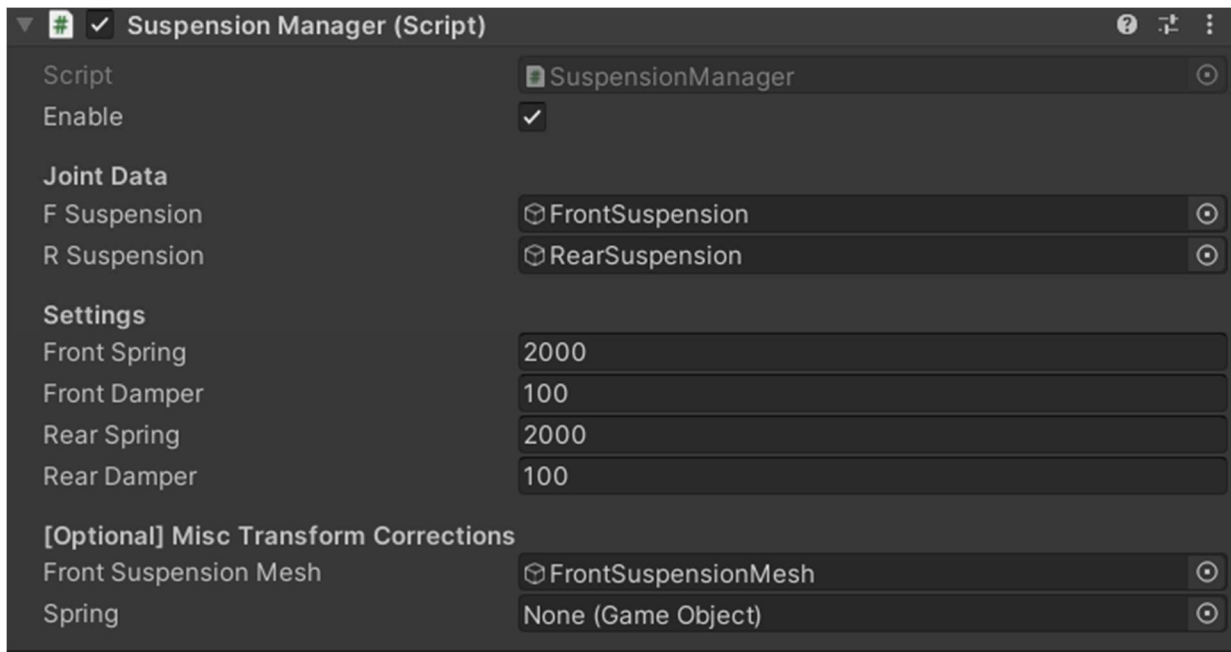 # Suspension Manager (Script)
Script # SuspensionManager
Enable
Joint Data
F Suspension FrontSuspension
R Suspension RearSuspension
Settings
Front Spring 2000
Front Damper 100
Rear Spring 2000
Rear Damper 100
[Optional] Misc Transform Corrections
Front Suspension Mesh FrontSuspensionMesh
Spring None (Game Object)